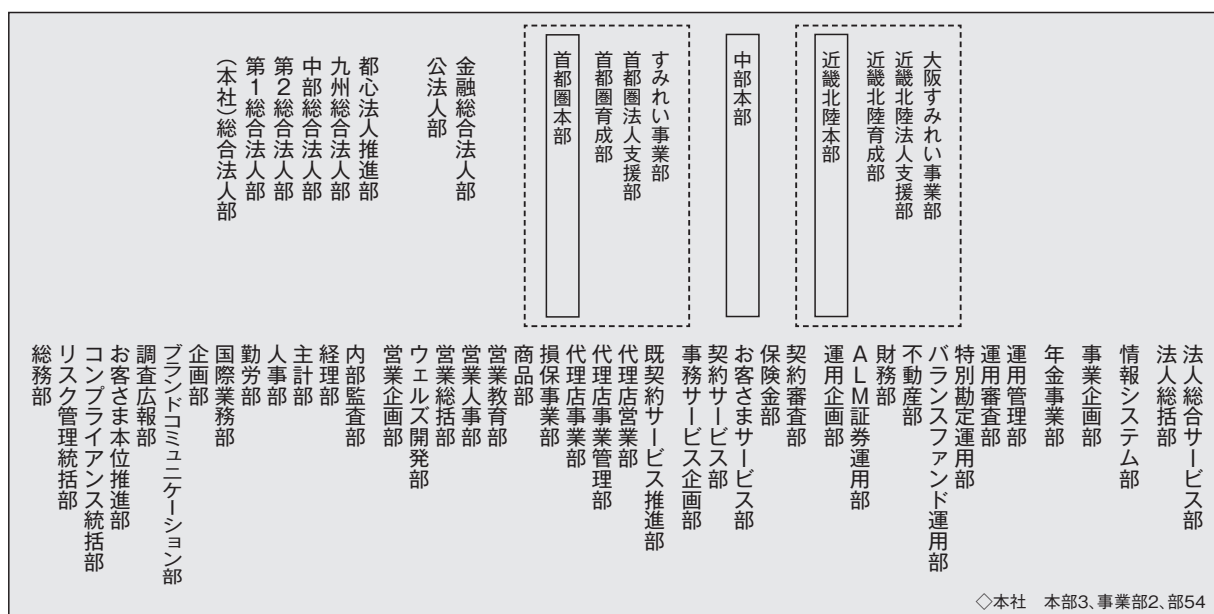 (本社)総合法人部
第1総合法人部
第2総合法人部
中部総合法人部
九州総合法人部
都心法人推進部
公法人部
金融総合法人部
首都圏本部
首都圏育成部
首都圏法人支援部
すみれい事業部
中部本部
近畿北陸本部
近畿北陸育成部
近畿北陸法人支援部
大阪すみれい事業部
総務部
リスク管理統括部
コンプライアンス統括部
お客さま本位推進部
調査広報部
ブランドコミュニケーション部
企画部
国際業務部
勤労部
人事部
主計部
経理部
内部監査部
営業企画部
ウェルズ開発部
営業総括部
営業人事部
営業教育部
商品部
損保事業部
代理店事業部
代理店事業管理部
代理店営業部
既契約サービス推進部
事務サービス企画部
契約サービス部
お客さまサービス部
保険金部
契約審査部
運用企画部
ALM証券運用部
財務部
不動産部
バランスファンド運用部
特別勘定運用部
運用審査部
運用管理部
年金事業部
事業企画部
情報システム部
法人総括部
法人総合サービス部
◇本社 本部3、事業部2、部54